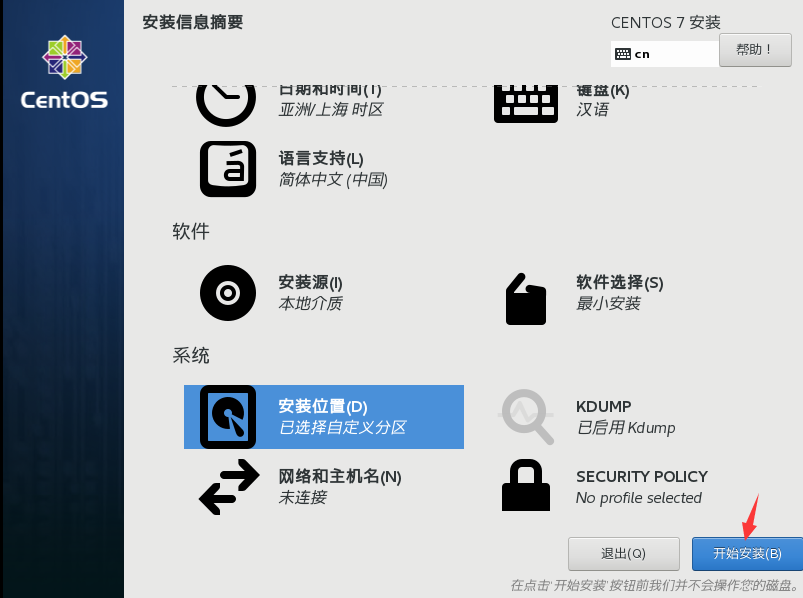 安装信息摘要
CENTOS 7 安装
cn
帮助！
CentOS
日期和时间(T)
亚洲/上海 时区
键盘(K)
汉语
语言支持(L)
简体中文 (中国)
软件
安装源(I)
本地介质
软件选择(S)
最小安装
系统
安装位置(D)
已选择自定义分区
KDUMP
已启用 Kdump
网络和主机名(N)
未连接
SECURITY POLICY
No profile selected
退出(Q)
开始安装(B)
在点击'开始安装'按钮前我们并不会操作您的磁盘。